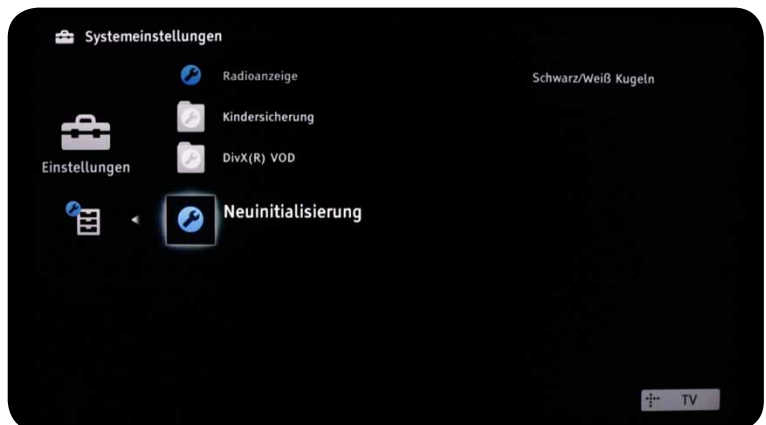 Systemeinstellungen
Radioanzeige Schwarz/Weiß Kugeln
Kindersicherung
Einstellungen
DivX(R) VOD
Neuinitialisierung
TV